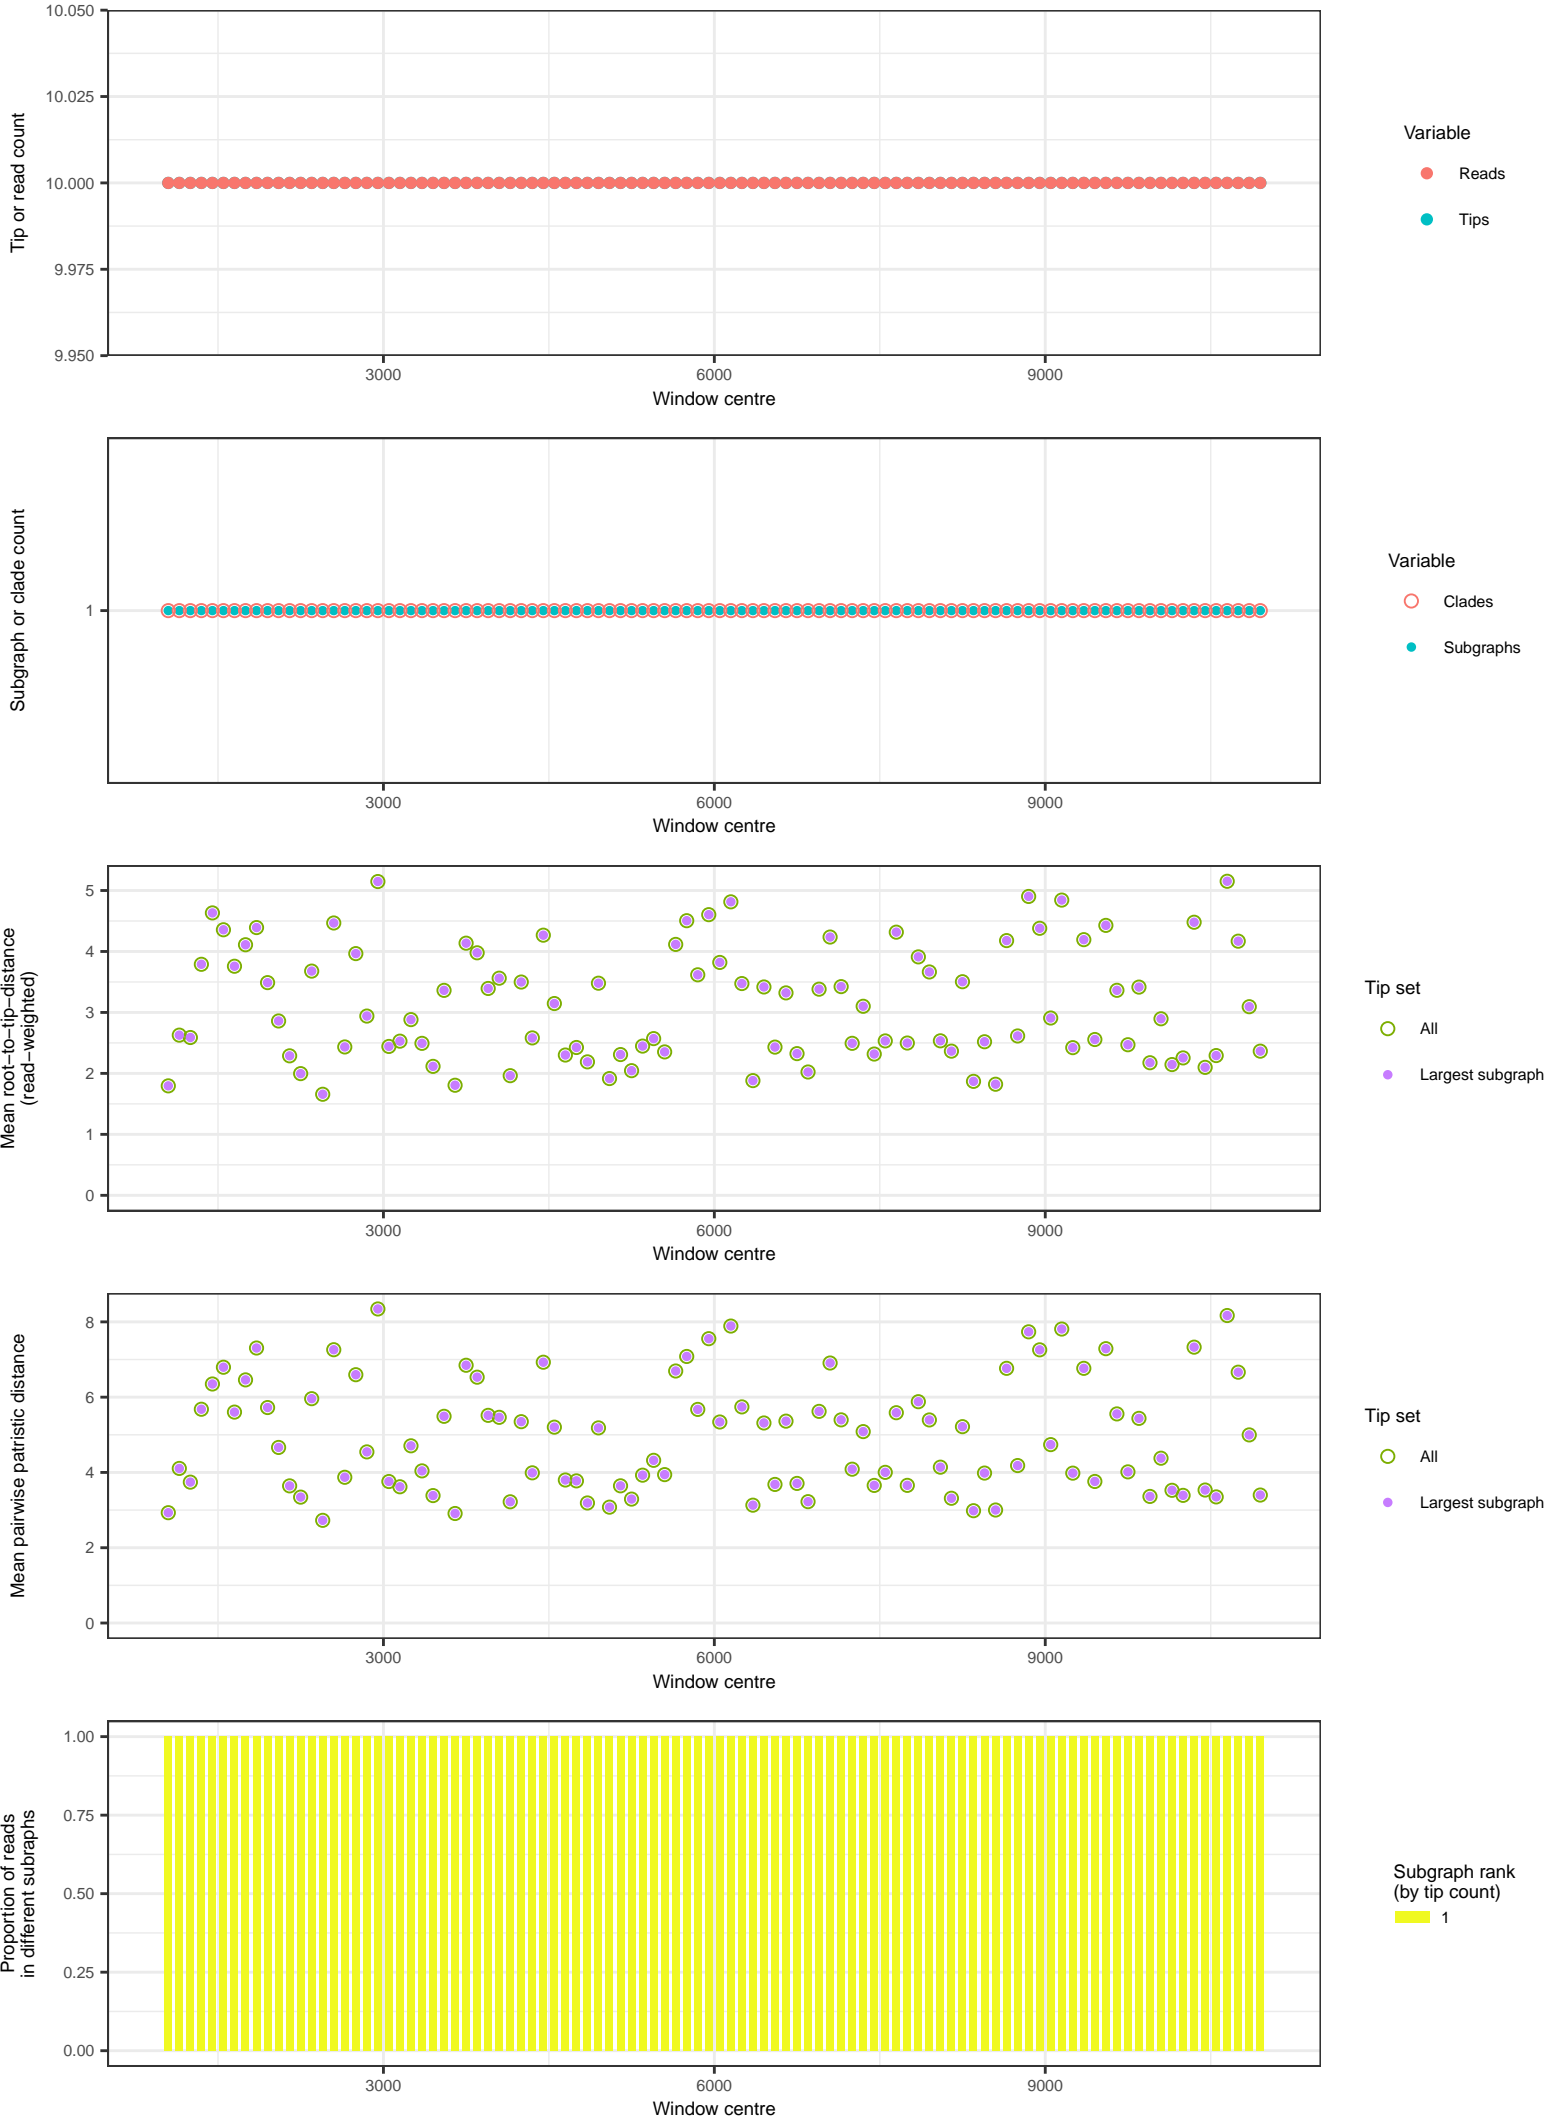 10.050
10.025
10.000
9.975
9.950
Tip or read count
3000 6000 9000
Window centre
Variable
Reads
Tips
Subgraph or clade count
1
3000 6000 9000
Window centre
Variable
Clades
Subgraphs
Mean root−to−tip−distance
(read−weighted)
5
4
3
2
1
0
3000 6000 9000
Window centre
Tip set
All
Largest subgraph
Mean pairwise patristic distance
8
6
4
2
0
3000 6000 9000
Window centre
Tip set
All
Largest subgraph
Proportion of reads
in different subraphs
1.00
0.75
0.50
0.25
0.00
3000 6000 9000
Window centre
Subgraph rank
(by tip count)
1